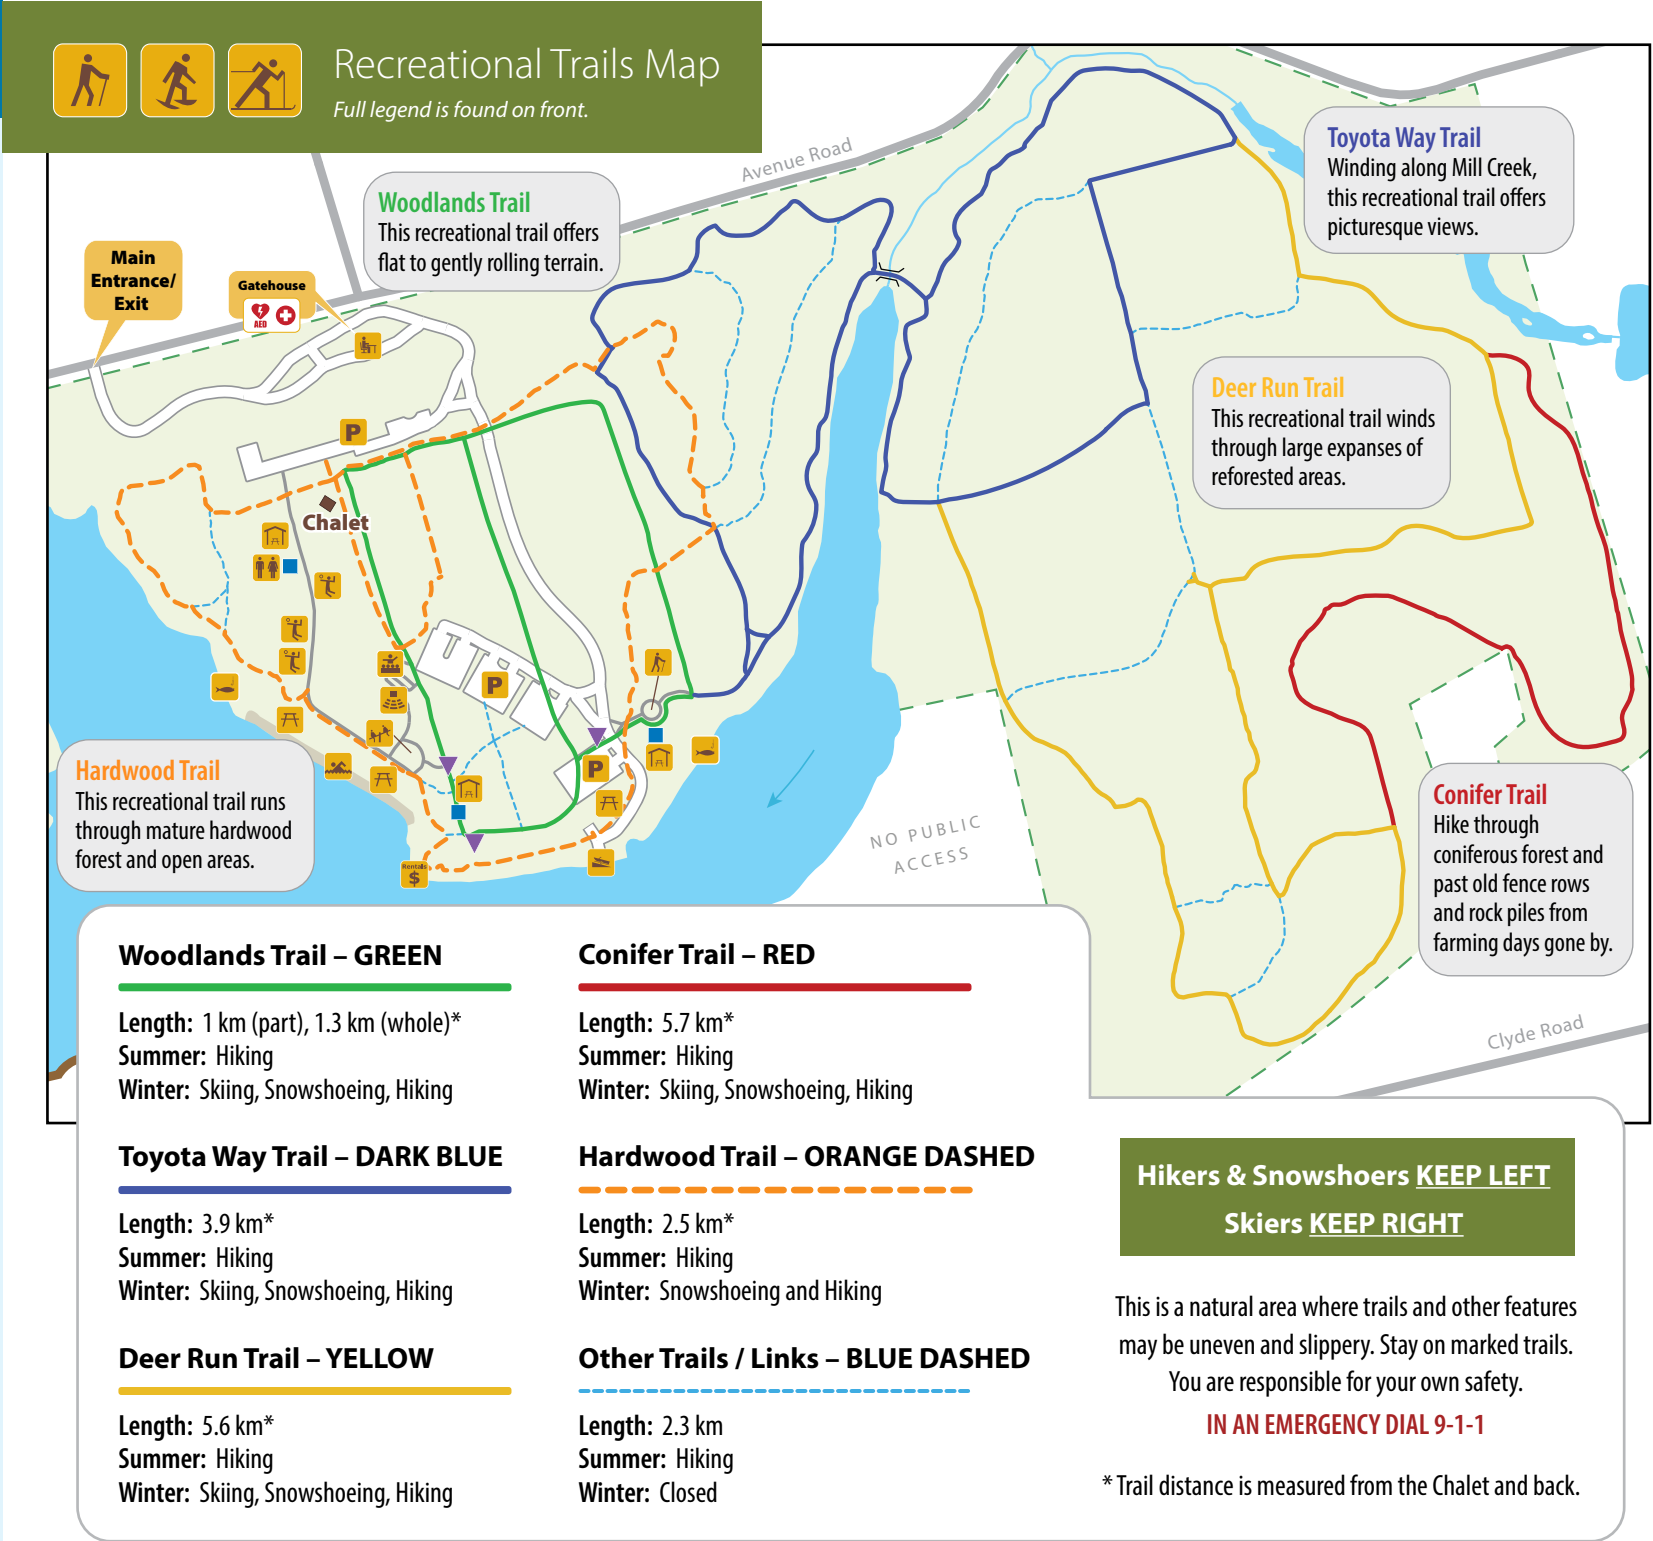 Recreational Trails Map
Full legend is found on front.
Avenue Road
Toyota Way Trail
Winding along Mill Creek,
this recreational trail offers
picturesque views.
Woodlands Trail
This recreational trail offers
flat to gently rolling terrain.
Main
Entrance/
Exit
Gatehouse
AED
P
Chalet
Deer Run Trail
This recreational trail winds
through large expanses of
reforested areas.
P
P
Rentals
$
Hardwood Trail
This recreational trail runs
through mature hardwood
forest and open areas.
NO PUBLIC
ACCESS
Conifer Trail
Hike through
coniferous forest and
past old fence rows
and rock piles from
farming days gone by.
Clyde Road
Woodlands Trail – GREEN
Length: 1 km (part), 1.3 km (whole)*
Summer: Hiking
Winter: Skiing, Snowshoeing, Hiking
Conifer Trail – RED
Length: 5.7 km*
Summer: Hiking
Winter: Skiing, Snowshoeing, Hiking
Toyota Way Trail – DARK BLUE
Length: 3.9 km*
Summer: Hiking
Winter: Skiing, Snowshoeing, Hiking
Hardwood Trail – ORANGE DASHED
Length: 2.5 km*
Summer: Hiking
Winter: Snowshoeing and Hiking
Deer Run Trail – YELLOW
Length: 5.6 km*
Summer: Hiking
Winter: Skiing, Snowshoeing, Hiking
Other Trails / Links – BLUE DASHED
Length: 2.3 km
Summer: Hiking
Winter: Closed
Hikers & Snowshoers KEEP LEFT
Skiers KEEP RIGHT
This is a natural area where trails and other features
may be uneven and slippery. Stay on marked trails.
You are responsible for your own safety.
IN AN EMERGENCY DIAL 9-1-1
* Trail distance is measured from the Chalet and back.